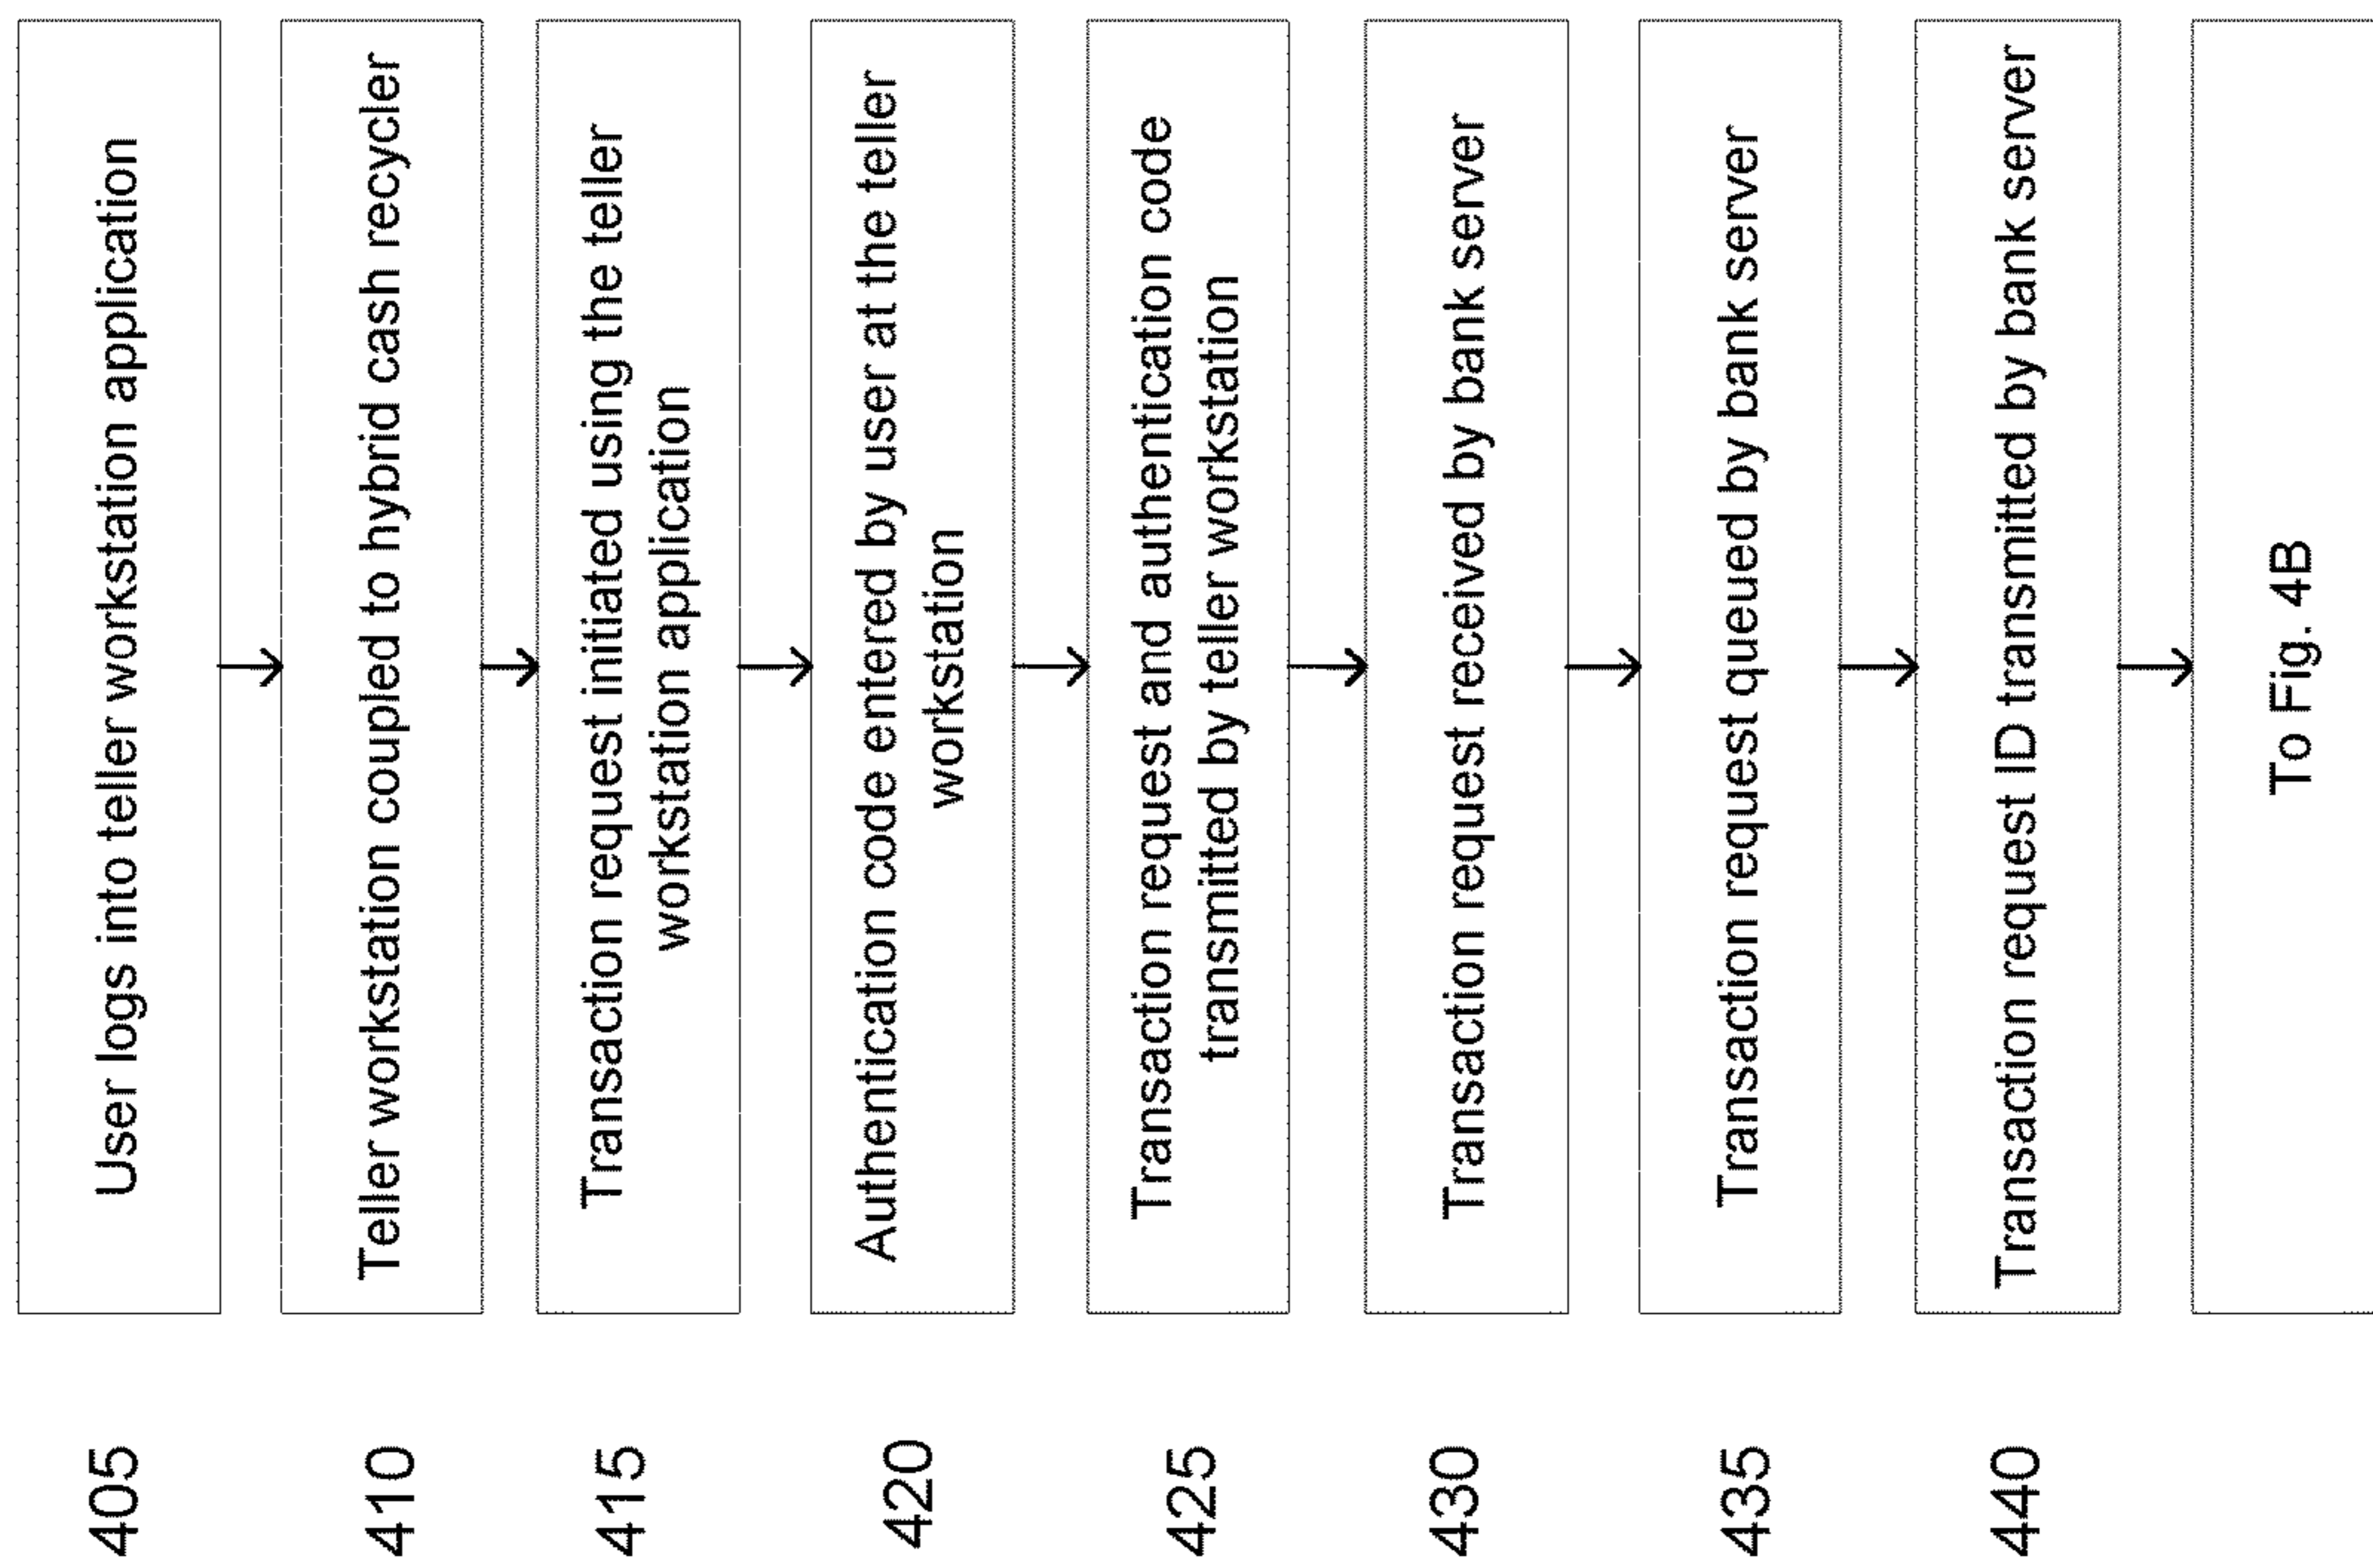 405
User logs into teller workstation application
410
Teller workstation coupled to hybrid cash recycler
415
Transaction request initiated using the teller
workstation application
420
Authentication code entered by user at the teller
workstation
425
Transaction request and authentication code
transmitted by teller workstation
430
Transaction request received by bank server
435
Transaction request queued by bank server
440
Transaction request ID transmitted by bank server
To Fig. 4B